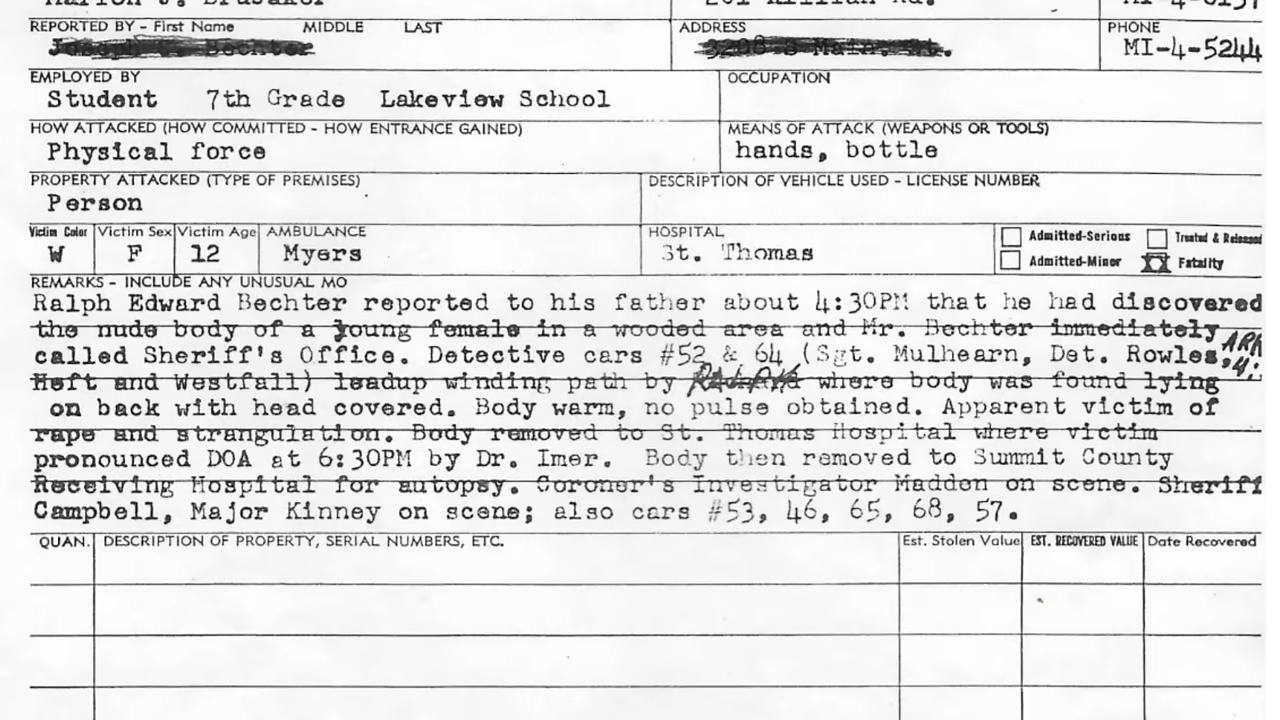 REPORTED BY - First Name MIDDLE LAST ADDRESS PHONE
MI-4-5244
EMPLOYED BY OCCUPATION
Student 7th Grade Lakeview School
HOW ATTACKED (HOW COMMITTED - HOW ENTRANCE GAINED) MEANS OF ATTACK (WEAPONS OR TOOLS)
Physical force hands, bottle
PROPERTY ATTACKED (TYPE OF PREMISES) DESCRIPTION OF VEHICLE USED - LICENSE NUMBER
Person
Victim Color Victim Sex Victim Age AMBULANCE HOSPITAL Admitted-Serious Treated & Released
W F 12 Myers St. Thomas Admitted-Minor Fatality
REMARKS - INCLUDE ANY UNUSUAL MO
Ralph Edward Bechter reported to his father about 4:30PM that he had discovered
the nude body of a young female in a wooded area and Mr. Bechter immediately
called Sheriff's Office. Detective cars #52 & 64 (Sgt. Mulhearn, Det. Rowles,
Heft and Westfall) leadup winding path by where body was found lying
on back with head covered. Body warm, no pulse obtained. Apparent victim of
rape and strangulation. Body removed to St. Thomas Hospital where victim
pronounced DOA at 6:30PM by Dr. Imer. Body then removed to Summit County
Receiving Hospital for autopsy. Coroner's Investigator Madden on scene. Sheriff
Campbell, Major Kinney on scene; also cars #53, 46, 65, 68, 57.
QUAN. DESCRIPTION OF PROPERTY, SERIAL NUMBERS, ETC. Est. Stolen Value EST. RECOVERED VALUE Date Recovered